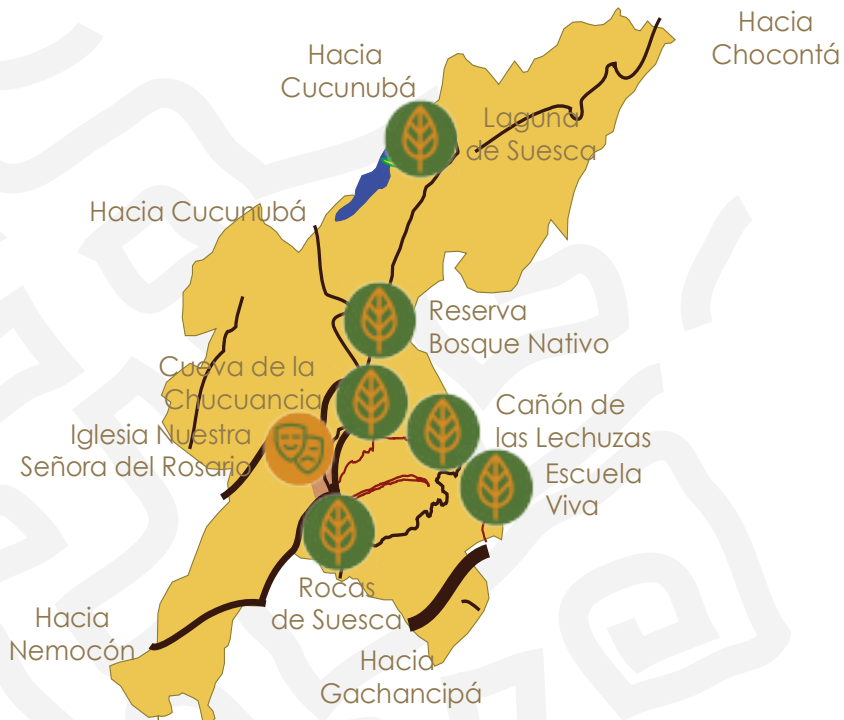 Hacia
Chocontá
Hacia
Cucunubá
Laguna
de Suesca
Hacia Cucunubá
Reserva
Bosque Nativo
Cueva de la
Chucuancia
Cañón de
las Lechuzas
Iglesia Nuestra
Señora del Rosario
Escuela
Viva
Rocas
de Suesca
Hacia
Nemocón
Hacia
Gachancipá